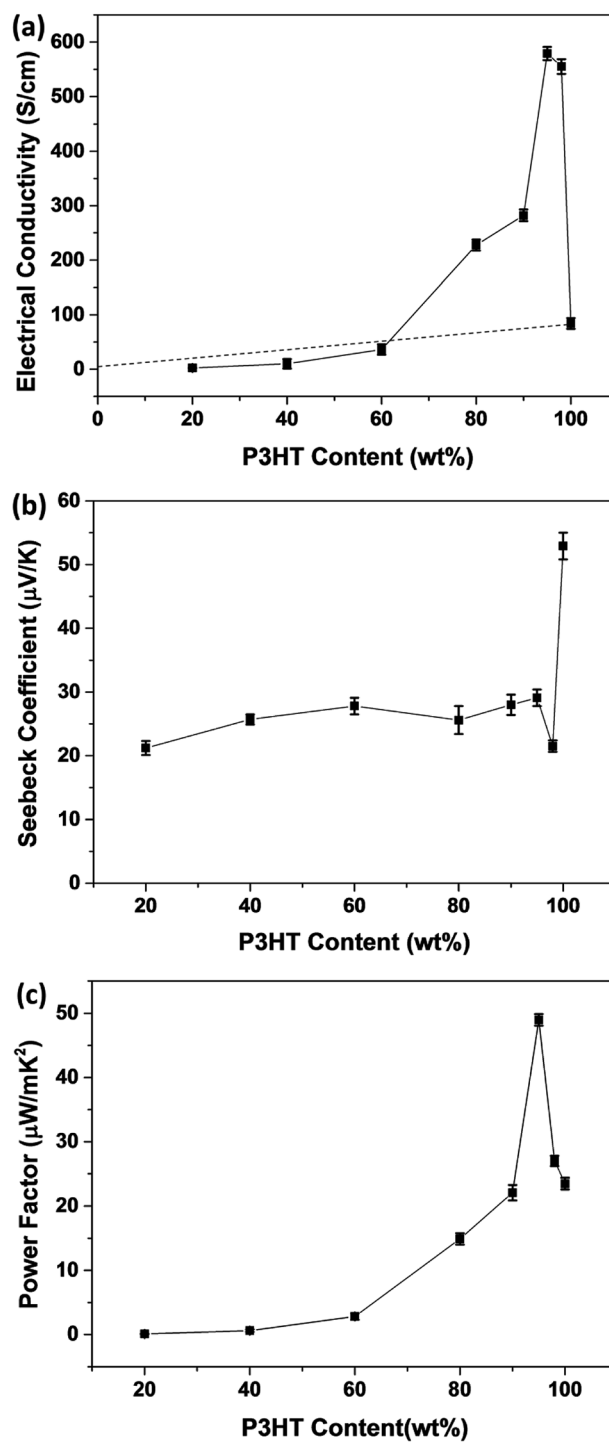 (a)
Electrical Conductivity (S/cm)
600
500
400
300
200
100
0
0 20 40 60 80 100
P3HT Content (wt%)
(b)
Seebeck Coefficient (μV/K)
60
50
40
30
20
10
0
20 40 60 80 100
P3HT Content (wt%)
(c)
Power Factor (μW/mK²)
50
40
30
20
10
0
20 40 60 80 100
P3HT Content(wt%)